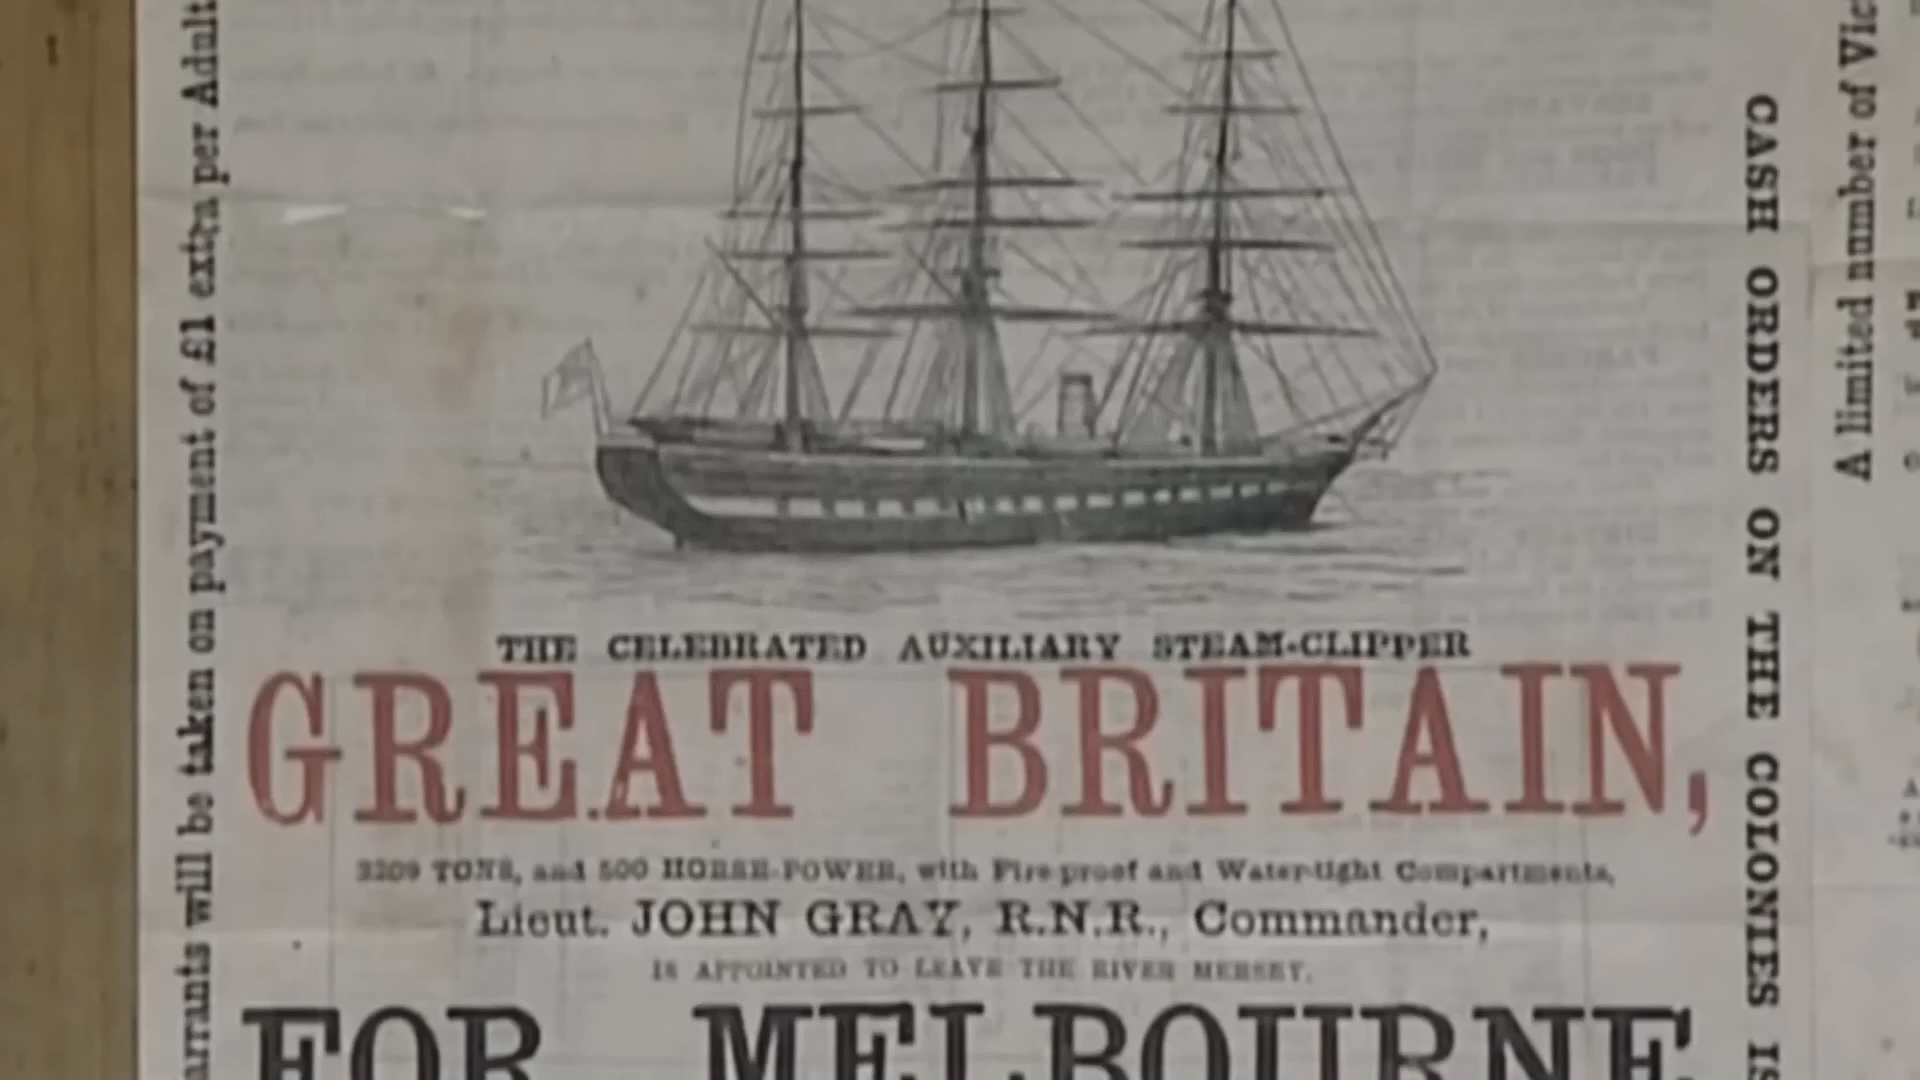 arrants will be taken on payment of £1 extra per Adult
THE CELEBRATED AUXILIARY STEAM-CLIPPER
GREAT BRITAIN,
3209 TONS, and 500 HORSE-POWER, with Fire-proof and Water-tight Compartments,
Lieut. JOHN GRAY, R.N.R., Commander,
IS APPOINTED TO LEAVE THE RIVER MERSEY,
FOR MELBOURNE
CASH ORDERS ON THE COLONIES IS
A limited number of Vic